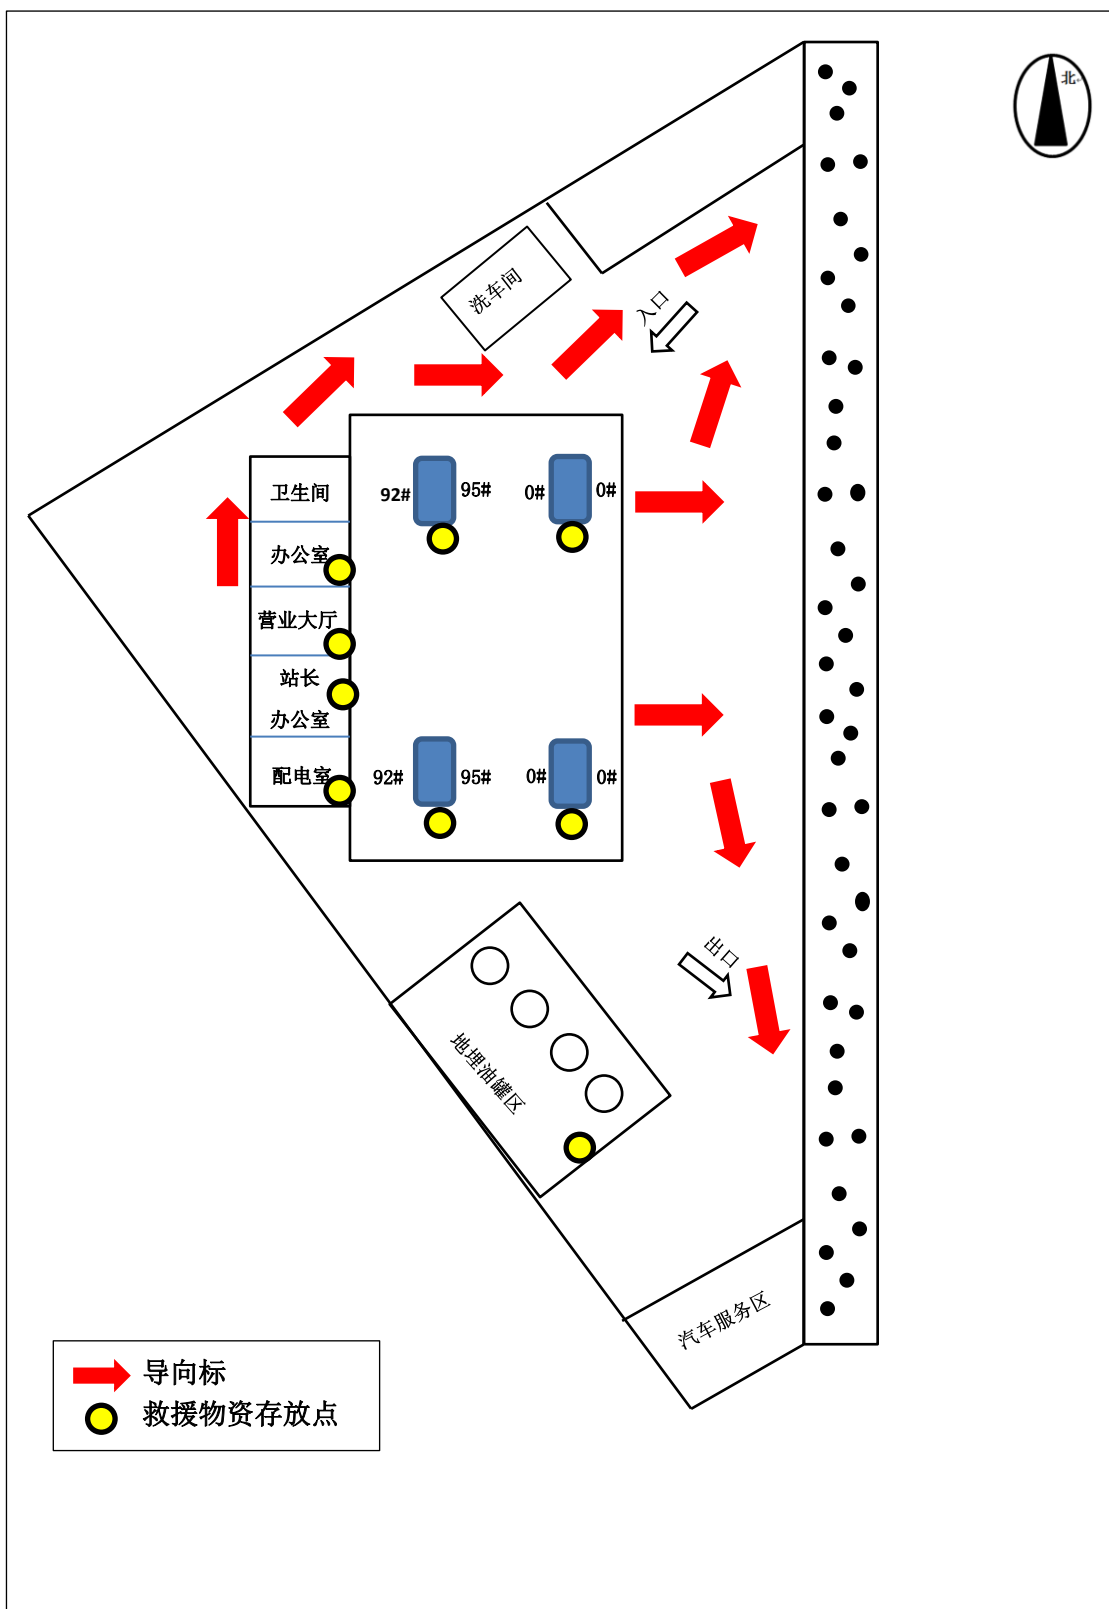 北
洗车间
入口
卫生间
92#
95#
0#
0#
办公室
营业大厅
站长
办公室
配电室
92#
95#
0#
0#
出口
地埋油罐区
汽车服务区
导向标
救援物资存放点